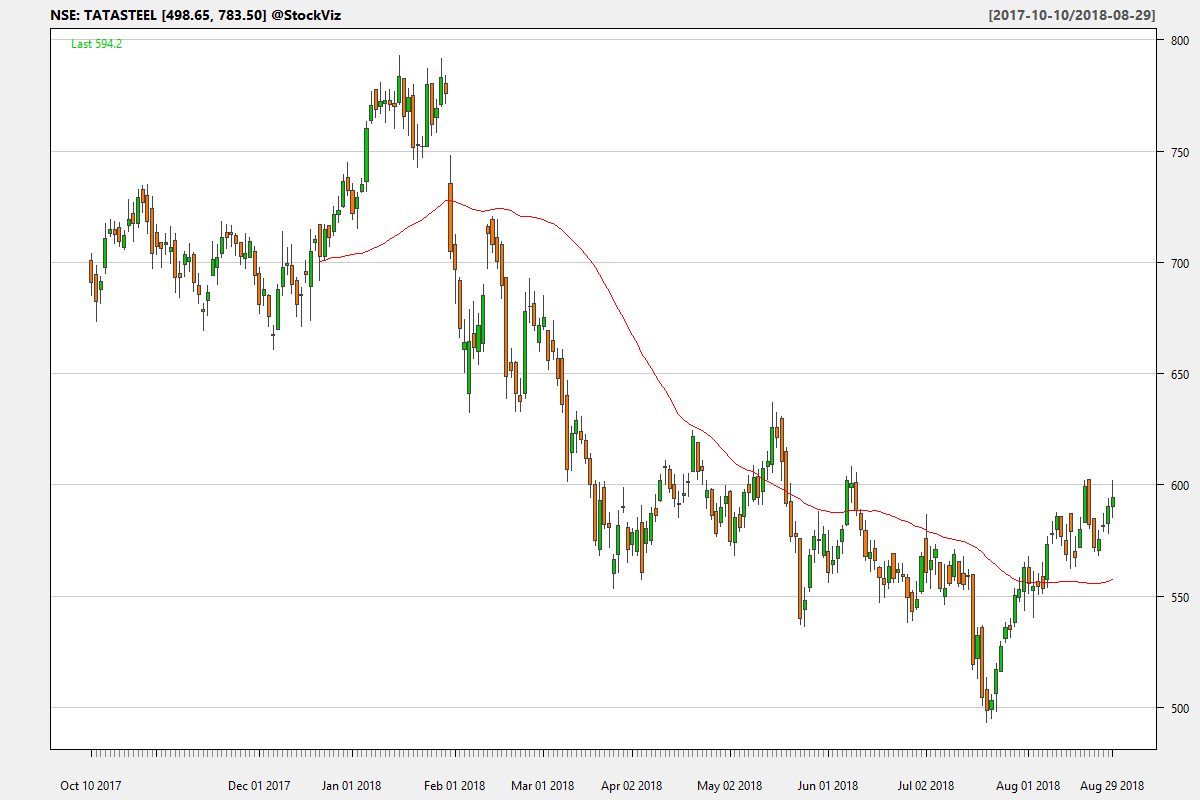 NSE: TATASTEEL [498.65, 783.50] @StockViz
[2017-10-10/2018-08-29]
Last 594.2
800
750
700
650
600
550
500
Oct 10 2017
Dec 01 2017
Jan 01 2018
Feb 01 2018
Mar 01 2018
Apr 02 2018
May 02 2018
Jun 01 2018
Jul 02 2018
Aug 01 2018
Aug 29 2018